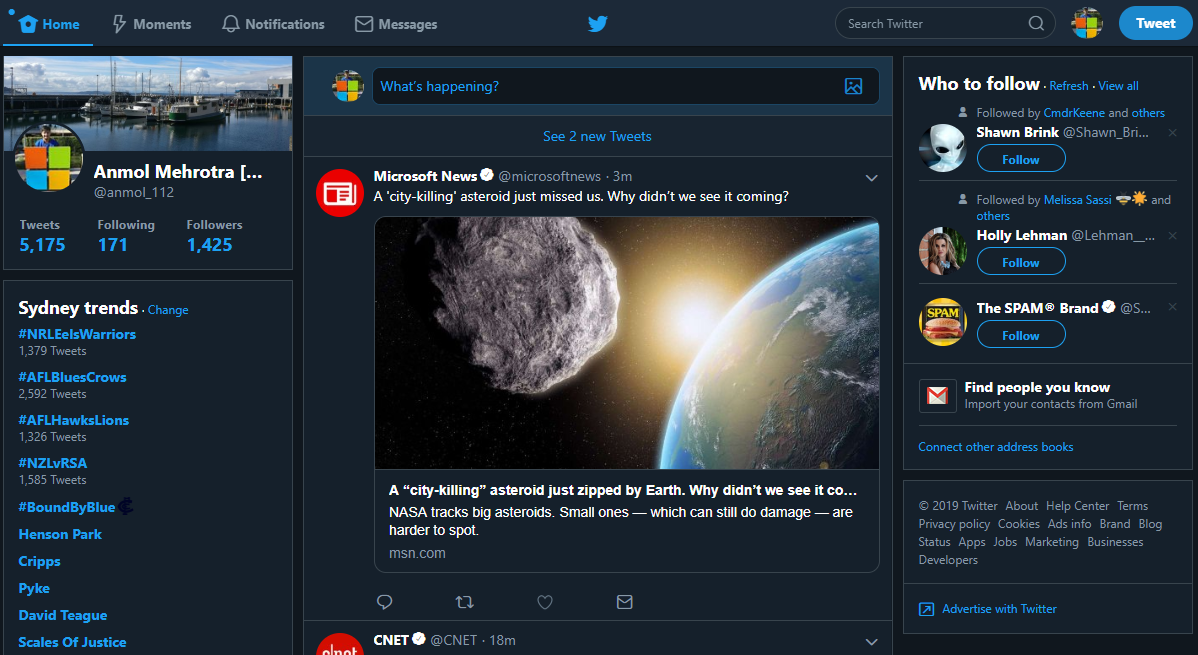 Home
Moments
Notifications
Messages
Search Twitter
Tweet
Anmol Mehrotra [...
@anmol_112
Tweets Following Followers
5,175 171 1,425
Sydney trends · Change
#NRLEelsWarriors
1,379 Tweets
#AFLBluesCrows
2,592 Tweets
#AFLHawksLions
1,326 Tweets
#NZLvRSA
1,585 Tweets
#BoundByBlue
Henson Park
Cripps
Pyke
David Teague
Scales Of Justice
What's happening?
See 2 new Tweets
Microsoft News @microsoftnews · 3m
A 'city-killing' asteroid just missed us. Why didn't we see it coming?
A “city-killing” asteroid just zipped by Earth. Why didn’t we see it co...
NASA tracks big asteroids. Small ones — which can still do damage — are
harder to spot.
msn.com
CNET @CNET · 18m
c|net
Who to follow · Refresh · View all
Followed by CmdrKeene and others
Shawn Brink @Shawn_Bri...
Follow
Followed by Melissa Sassi and
others
Holly Lehman @Lehman__...
Follow
SPAM
The SPAM® Brand @S...
Follow
Find people you know
Import your contacts from Gmail
Connect other address books
© 2019 Twitter About Help Center Terms
Privacy policy Cookies Ads info Brand Blog
Status Apps Jobs Marketing Businesses
Developers
Advertise with Twitter